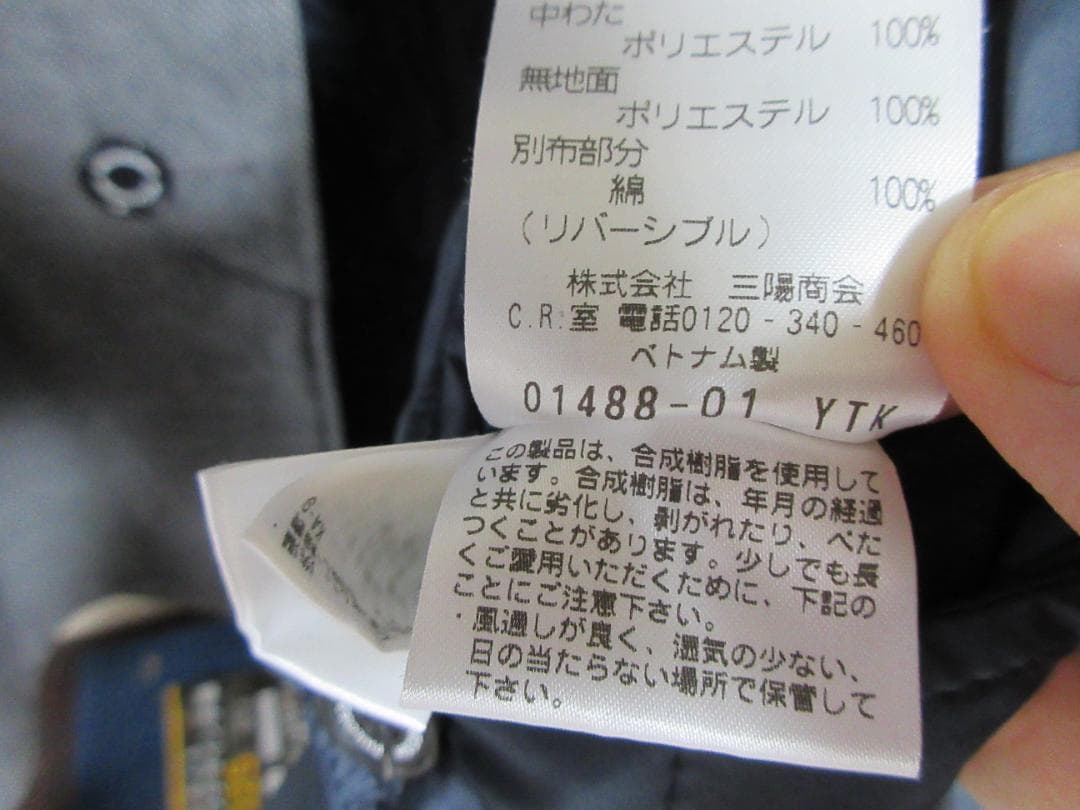 中わた
ポリエステル 100%
無地面
ポリエステル 100%
別布部分
綿 100%
(リバーシブル)
株式会社 三陽商会
C.R.室 電話0120-340-460
ベトナム製
01488-01 YTK
この製品は、合成樹脂を使用して
います。合成樹脂は、年月の経過
と共に劣化し、剥がれたり、べた
つくことがあります。少しでも長
くご愛用いただくために、下記の
ことにご注意下さい。
・風通しが良く、湿気の少ない、
日の当たらない場所で保管して
下さい。